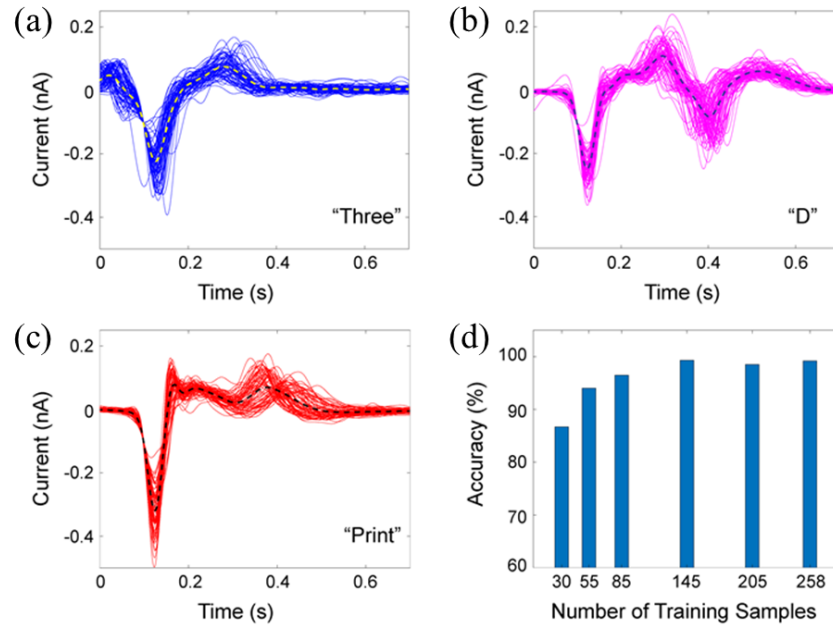 (a)
0.2
0
-0.2
-0.4
Current (nA)
"Three"
0 0.2 0.4 0.6
Time (s)
(b)
0.2
0
-0.2
-0.4
Current (nA)
"D"
0 0.2 0.4 0.6
Time (s)
(c)
0.2
0
-0.2
-0.4
Current (nA)
"Print"
0 0.2 0.4 0.6
Time (s)
(d)
100
90
80
70
60
Accuracy (%)
30 55 85 145 205 258
Number of Training Samples